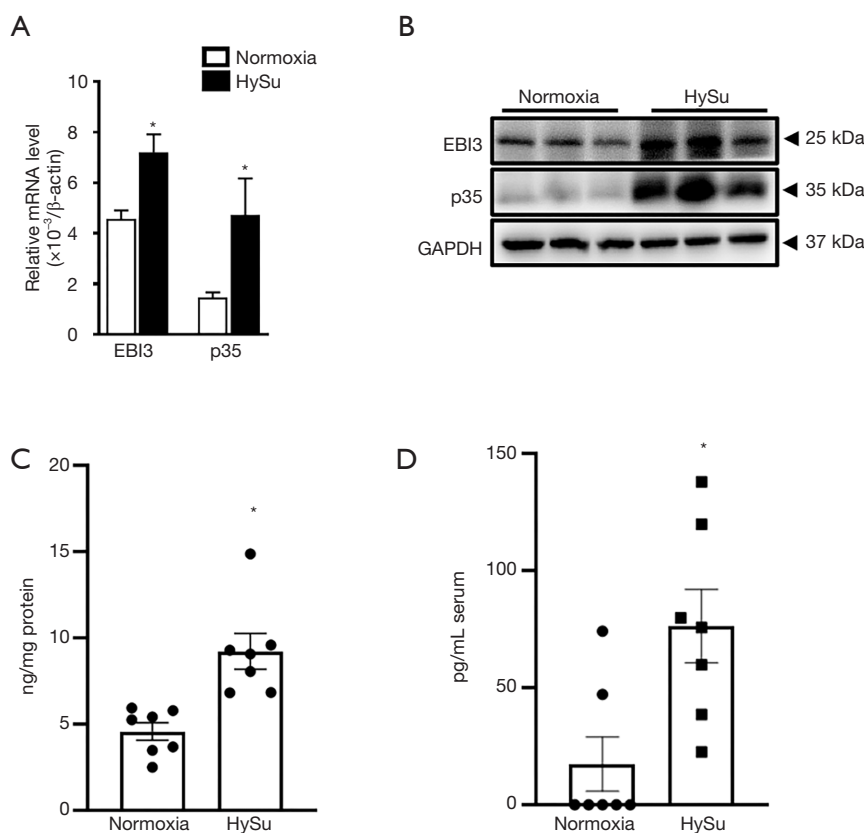 A
Normoxia
HySu
Relative mRNA level
(×10⁻³/β-actin)
10
8
6
4
2
0
*
*
EBI3 p35
B
Normoxia HySu
EBI3 ◄ 25 kDa
p35 ◄ 35 kDa
GAPDH ◄ 37 kDa
C
ng/mg protein
20
15
10
5
0
*
Normoxia HySu
D
pg/mL serum
150
100
50
0
*
Normoxia HySu